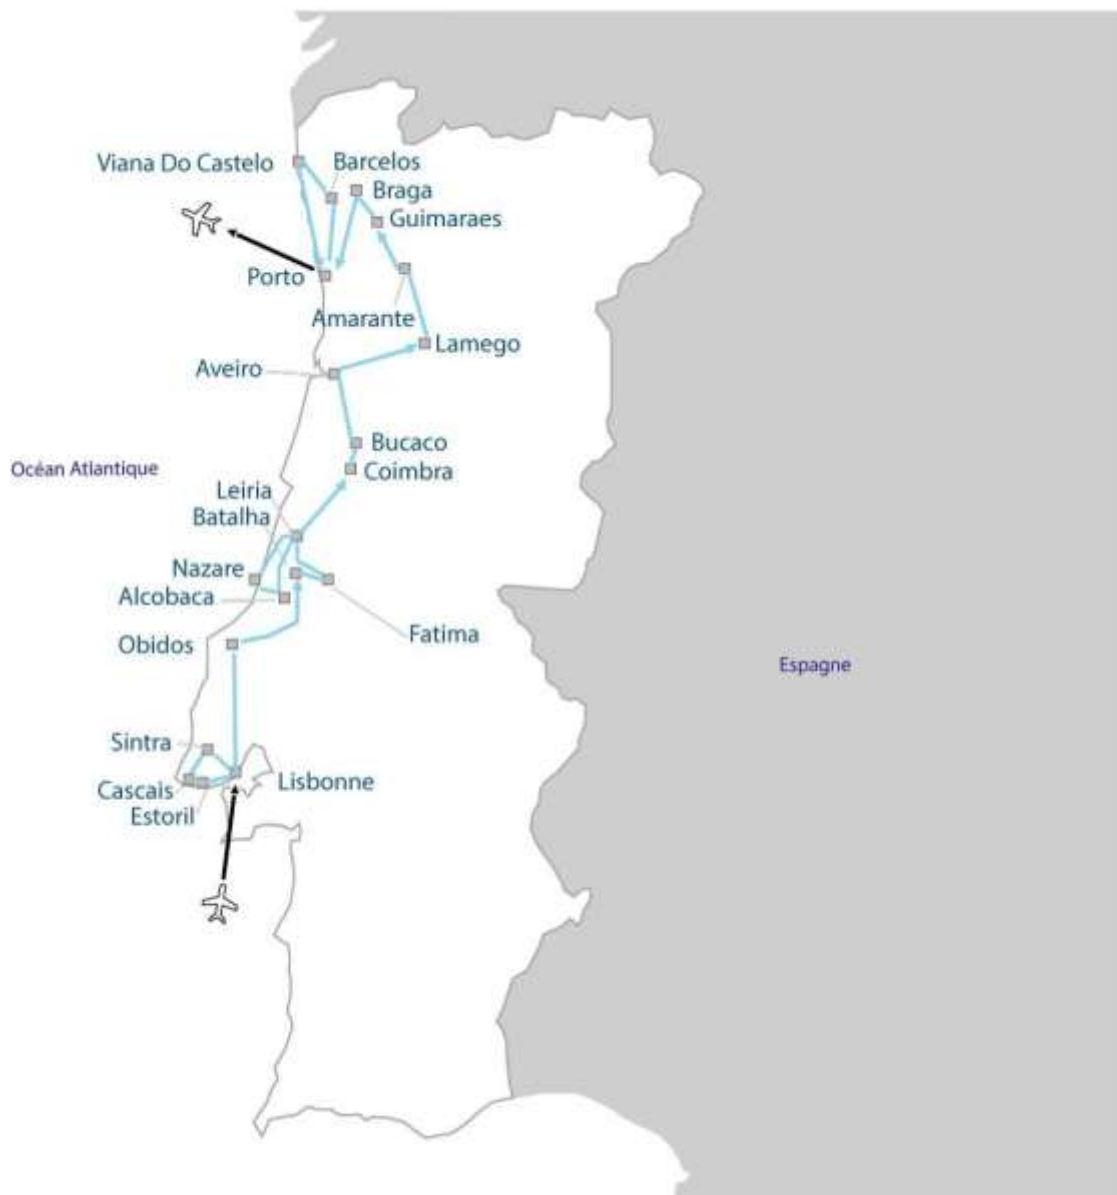 Viana Do Castelo
Barcelos
Braga
Guimaraes
Porto
Amarante
Lamego
Aveiro
Bucaco
Coimbra
Océan Atlantique
Leiria
Batalha
Nazare
Alcobaca
Fatima
Obidos
Espagne
Sintra
Cascais
Lisbonne
Estoril